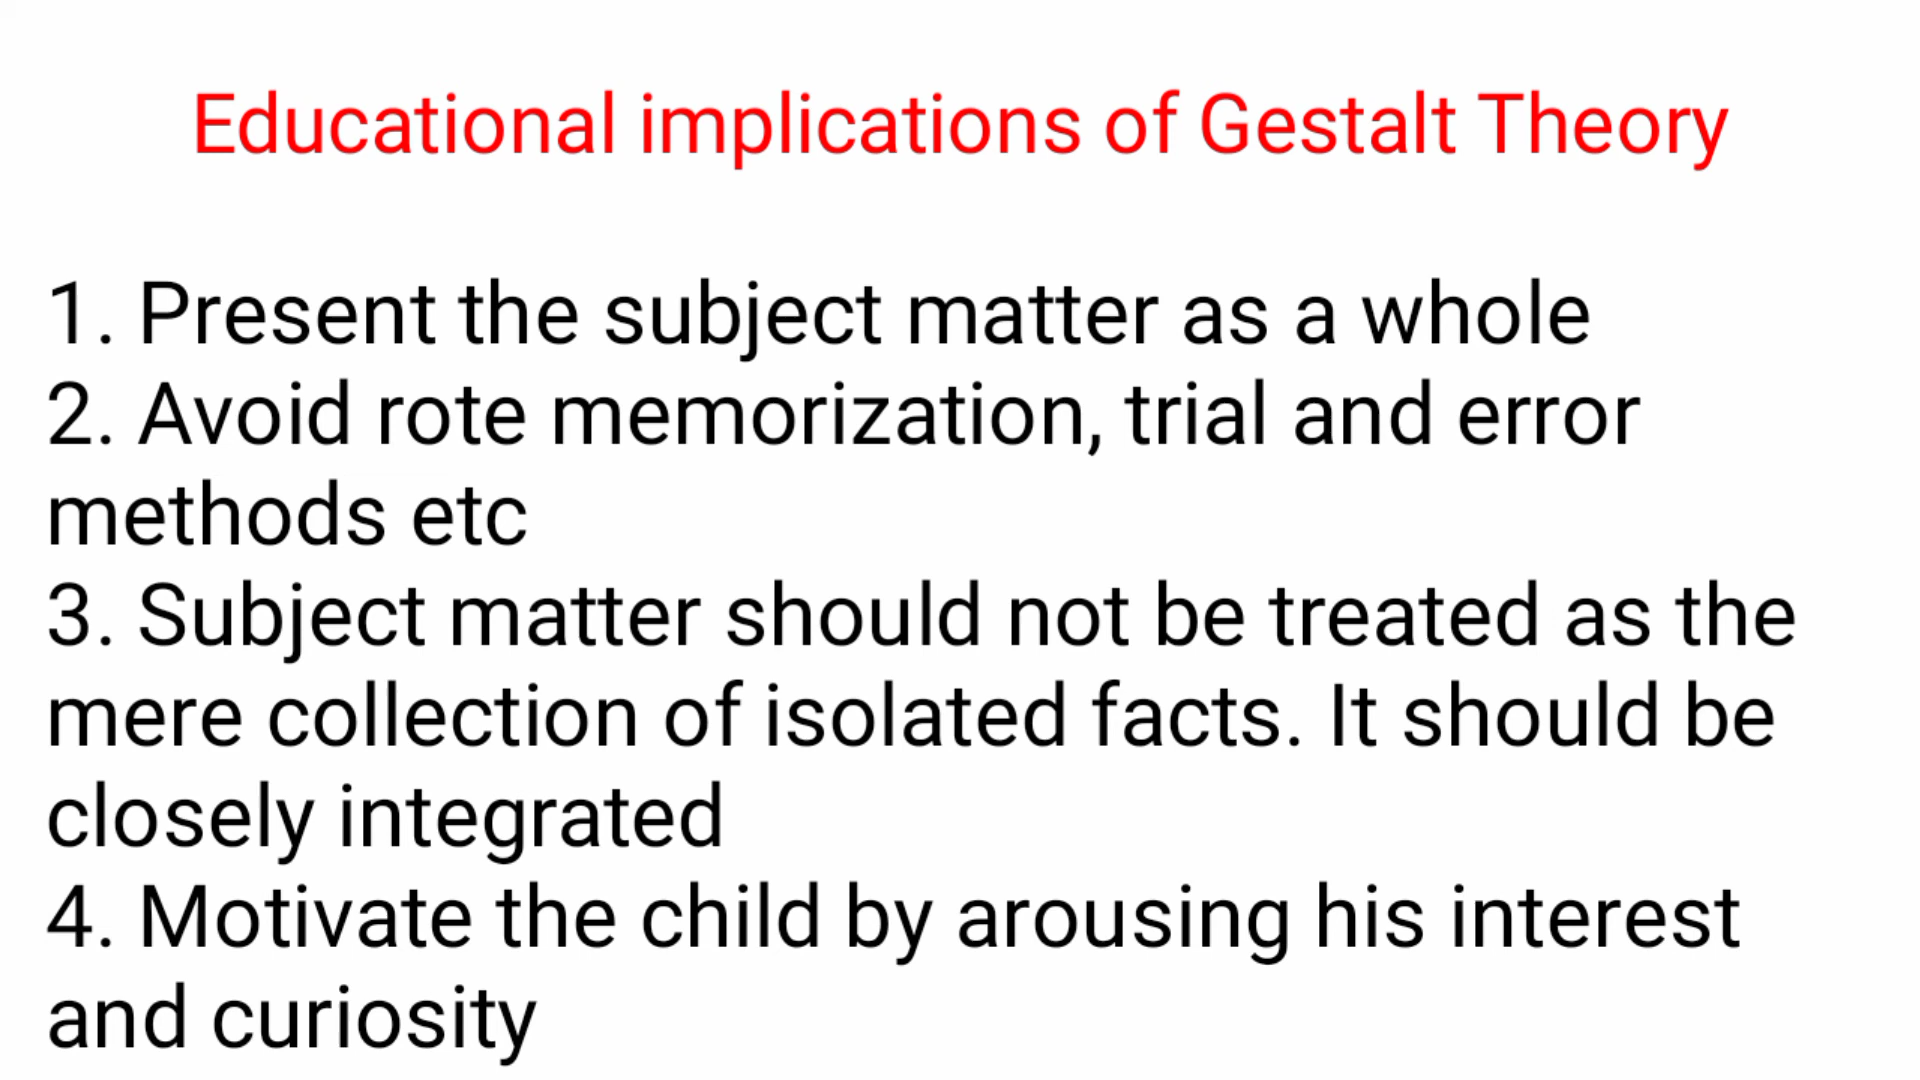 Educational implications of Gestalt Theory
1. Present the subject matter as a whole
2. Avoid rote memorization, trial and error
methods etc
3. Subject matter should not be treated as the
mere collection of isolated facts. It should be
closely integrated
4. Motivate the child by arousing his interest
and curiosity